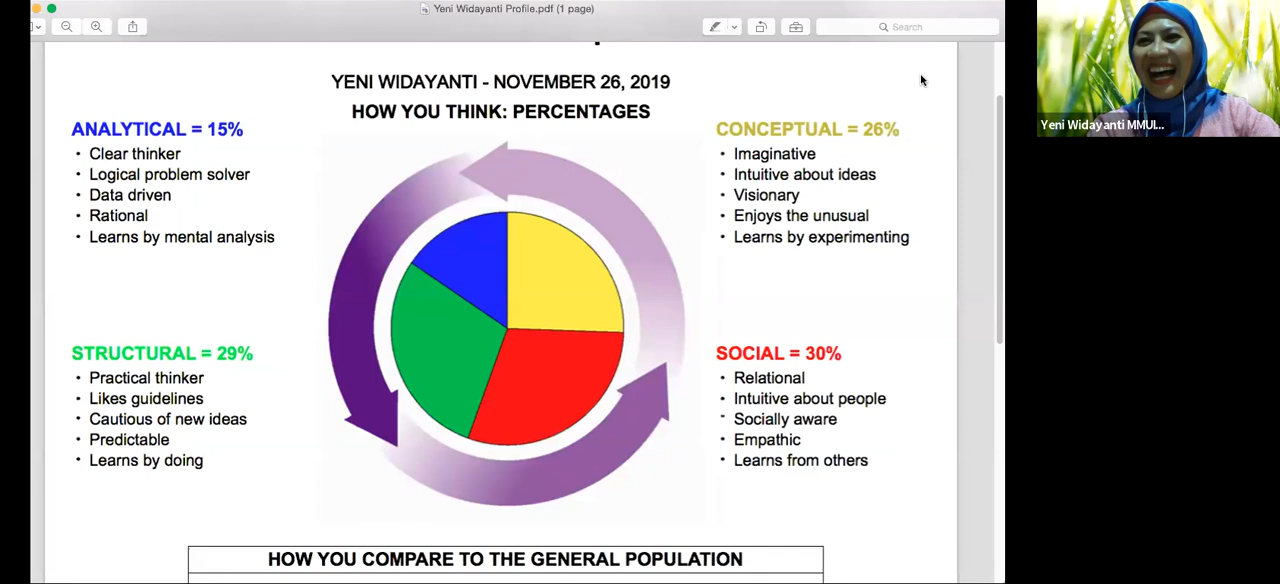 Yeni Widayanti Profile.pdf (1 page)
Search
YENI WIDAYANTI - NOVEMBER 26, 2019
HOW YOU THINK: PERCENTAGES
ANALYTICAL = 15%
• Clear thinker
• Logical problem solver
• Data driven
• Rational
• Learns by mental analysis
CONCEPTUAL = 26%
• Imaginative
• Intuitive about ideas
• Visionary
• Enjoys the unusual
• Learns by experimenting
STRUCTURAL = 29%
• Practical thinker
• Likes guidelines
• Cautious of new ideas
• Predictable
• Learns by doing
SOCIAL = 30%
• Relational
• Intuitive about people
• Socially aware
• Empathic
• Learns from others
HOW YOU COMPARE TO THE GENERAL POPULATION
Yeni Widayanti MMUI...